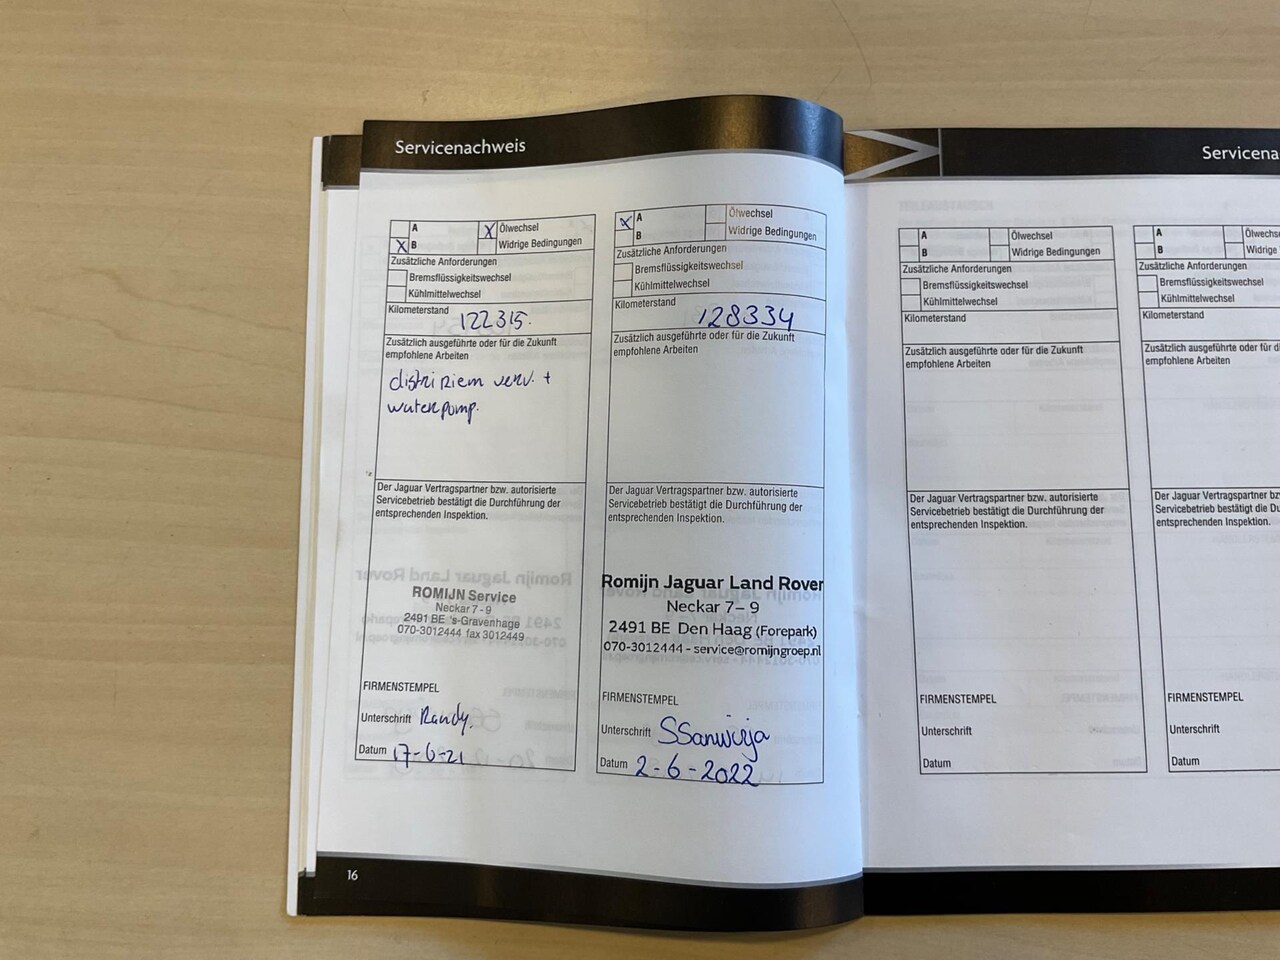 Servicenachweis
A
Ölwechsel
X
X
B
Widrige Bedingungen
Zusätzliche Anforderungen
Bremsflüssigkeitswechsel
Kühlmittelwechsel
Kilometerstand
122315.
Zusätzlich ausgeführte oder für die Zukunft
empfohlene Arbeiten
distri riem verv. +
waterpomp.
Der Jaguar Vertragspartner bzw. autorisierte
Servicebetrieb bestätigt die Durchführung der
entsprechenden Inspektion.
ROMIJN Service
Neckar 7 - 9
2491 BE 's-Gravenhage
070-3012444 fax 3012449
FIRMENSTEMPEL
Unterschrift Randy.
Datum 17-6-21
X
A
Ölwechsel
B
Widrige Bedingungen
Zusätzliche Anforderungen
Bremsflüssigkeitswechsel
Kühlmittelwechsel
Kilometerstand
128334
Zusätzlich ausgeführte oder für die Zukunft
empfohlene Arbeiten
Der Jaguar Vertragspartner bzw. autorisierte
Servicebetrieb bestätigt die Durchführung der
entsprechenden Inspektion.
Romijn Jaguar Land Rover
Neckar 7 – 9
2491 BE Den Haag (Forepark)
070-3012444 - service@romijngroep.nl
FIRMENSTEMPEL
Unterschrift
Datum 2-6-2022
16
Servicena
A
Ölwechsel
B
Widrige Bedingungen
Zusätzliche Anforderungen
Bremsflüssigkeitswechsel
Kühlmittelwechsel
Kilometerstand
Zusätzlich ausgeführte oder für die Zukunft
empfohlene Arbeiten
Der Jaguar Vertragspartner bzw. autorisierte
Servicebetrieb bestätigt die Durchführung der
entsprechenden Inspektion.
FIRMENSTEMPEL
Unterschrift
Datum
A
Ölwechs
B
Widrige
Zusätzliche Anforderungen
Bremsflüssigkeitswechsel
Kühlmittelwechsel
Kilometerstand
Zusätzlich ausgeführte oder für di
empfohlene Arbeiten
Der Jaguar Vertragspartner bz
Servicebetrieb bestätigt die Du
entsprechenden Inspektion.
FIRMENSTEMPEL
Unterschrift
Datum